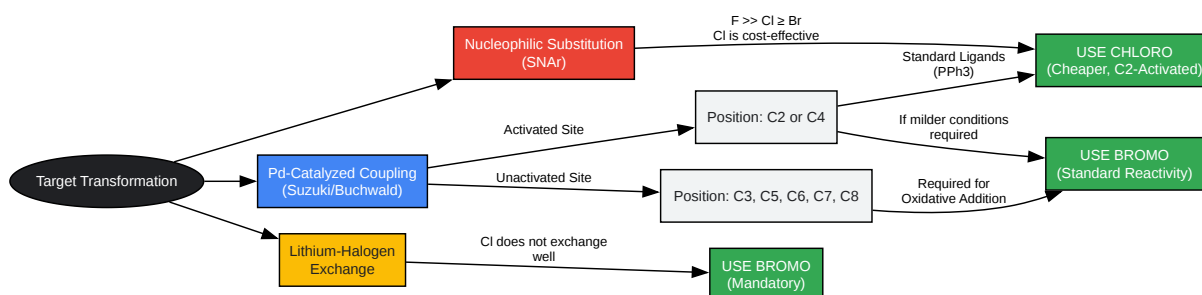 Target Transformation
Nucleophilic Substitution
(SNAr)
F >> Cl ≥ Br
Cl is cost-effective
USE CHLORO
(Cheaper, C2-Activated)
Pd-Catalyzed Coupling
(Suzuki/Buchwald)
Activated Site
Position: C2 or C4
Standard Ligands
(PPh3)
If milder conditions
required
USE BROMO
(Standard Reactivity)
Unactivated Site
Position: C3, C5, C6, C7, C8
Required for
Oxidative Addition
Lithium-Halogen
Exchange
Cl does not exchange
well
USE BROMO
(Mandatory)